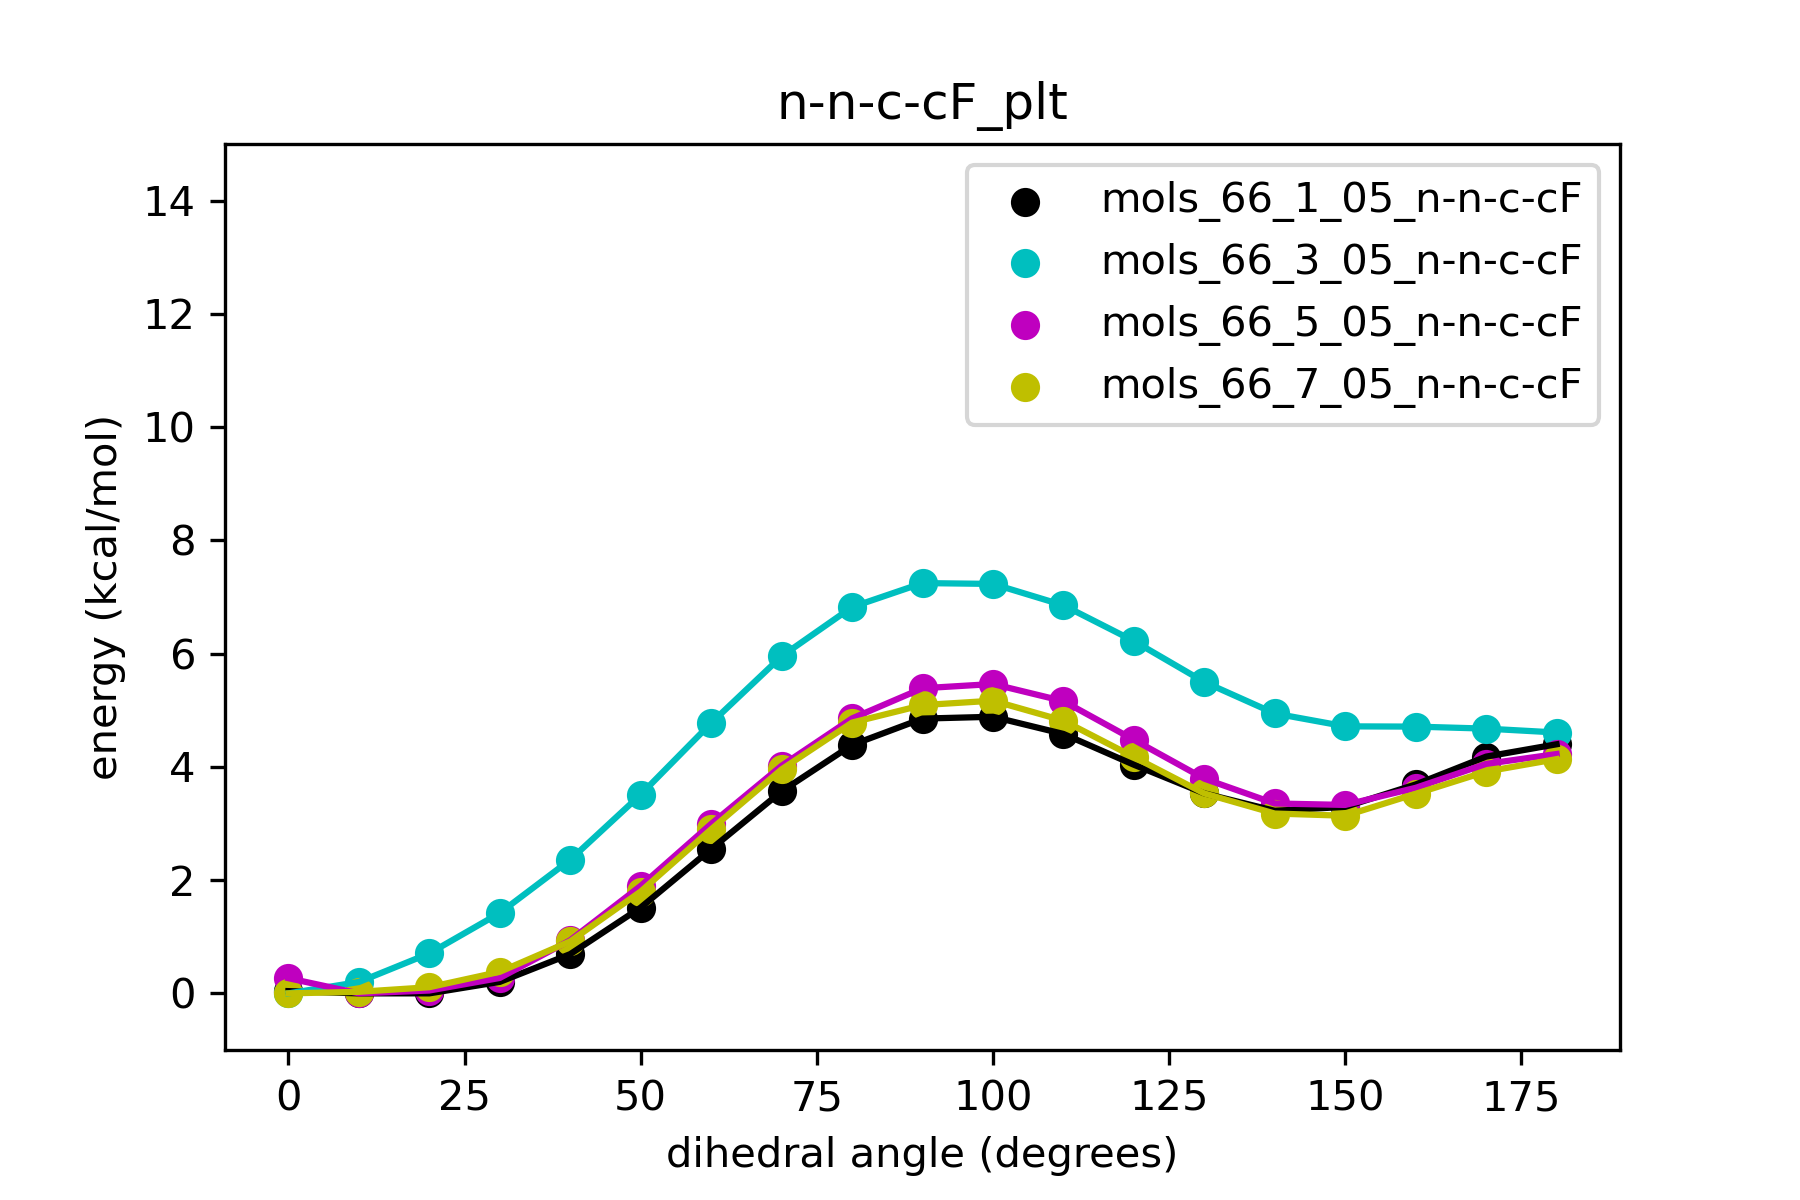 n-n-c-cF_plt
mols_66_1_05_n-n-c-cF
mols_66_3_05_n-n-c-cF
mols_66_5_05_n-n-c-cF
mols_66_7_05_n-n-c-cF
energy (kcal/mol)
14
12
10
8
6
4
2
0
0 25 50 75 100 125 150 175
dihedral angle (degrees)